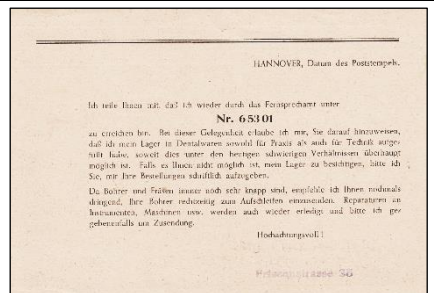 HANNOVER, Datum des Poststempels.
Ich teile Ihnen mit, daß ich wieder durch das Fernsprechamt unter
Nr. 65301
zu erreichen bin. Bei dieser Gelegenheit erlaube ich mir, Sie darauf hinzuweisen,
daß ich mein Lager in Dentalwaren sowohl für Praxis als auch für Technik aufge-
füllt habe, soweit dies unter den heutigen schwierigen Verhältnissen überhaupt
möglich ist. Falls es Ihnen nicht möglich ist, mein Lager zu besichtigen, bitte ich
Sie, mir Ihre Bestellungen schriftlich aufzugeben.
Da Bohrer und Fräsen immer noch sehr knapp sind, empfehle ich Ihnen nochmals
dringend, Ihre Bohrer rechtzeitig zum Aufschleifen einzusenden. Reparaturen an
Instrumenten, Maschinen usw. werden auch wieder erledigt und bitte ich ge-
gebenenfalls um Zusendung.
Hochachtungsvoll!